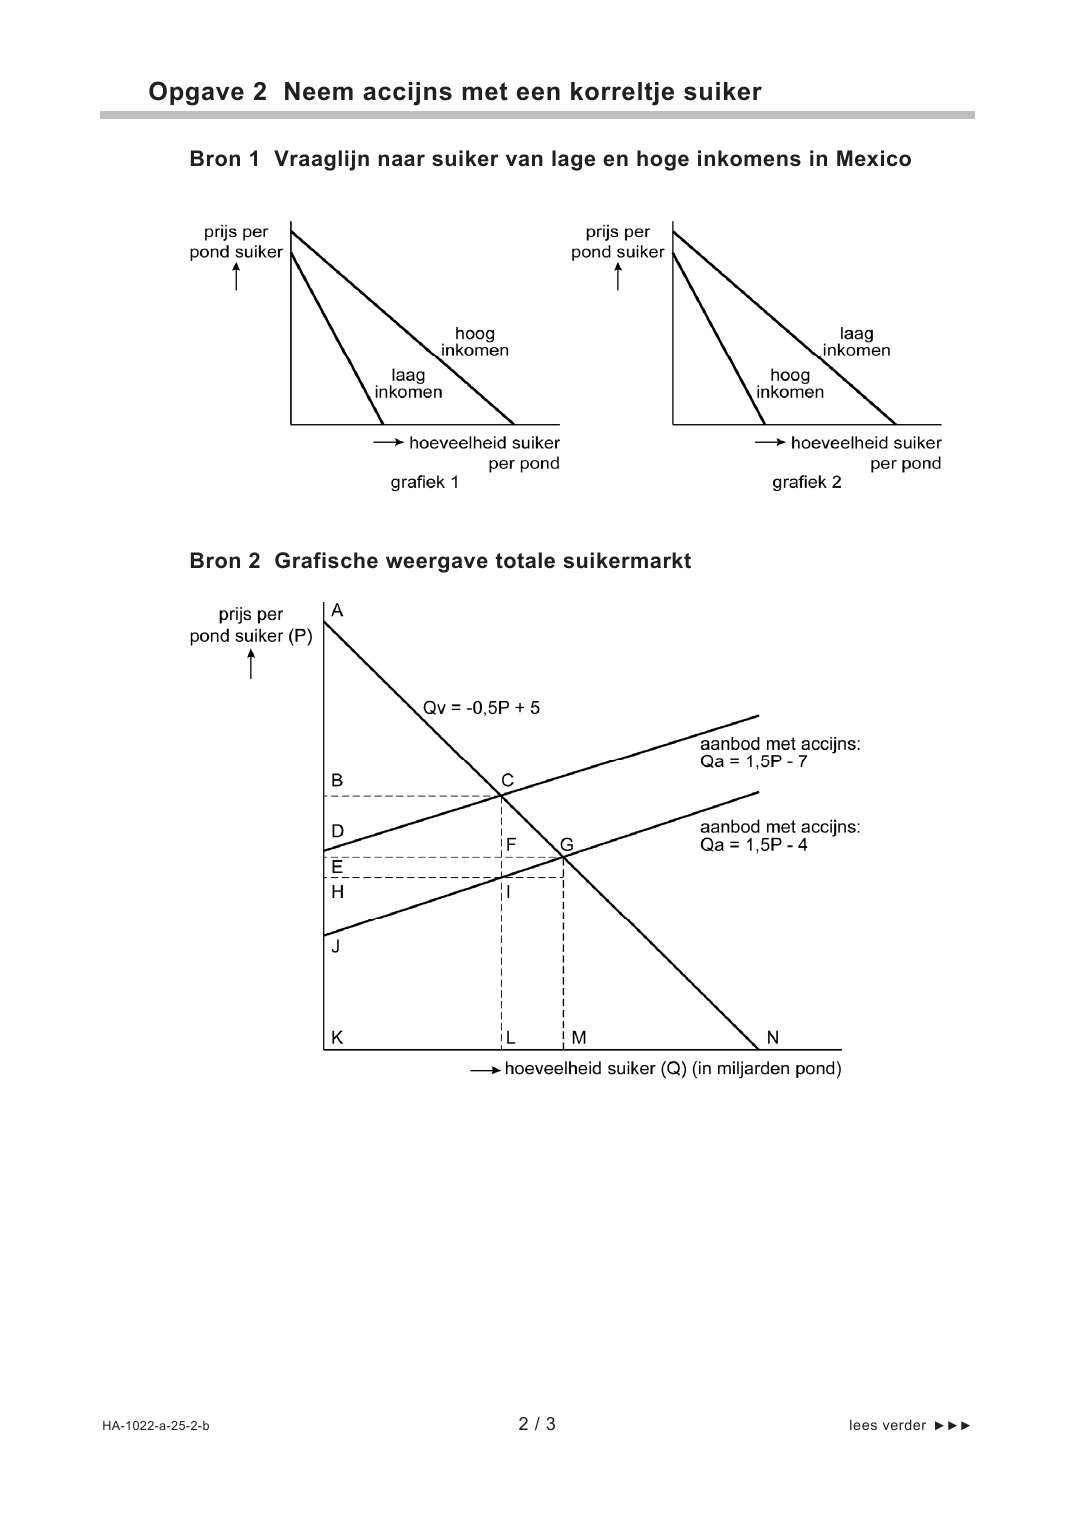 Opgave 2  Neem accijns met een korreltje suiker
Bron 1  Vraaglijn naar suiker van lage en hoge inkomens in Mexico
prijs per
pond suiker
hoog
inkomen
laag
inkomen
hoeveelheid suiker
per pond
grafiek 1
prijs per
pond suiker
laag
inkomen
hoog
inkomen
hoeveelheid suiker
per pond
grafiek 2
Bron 2  Grafische weergave totale suikermarkt
prijs per
pond suiker (P)
A
Qv = -0,5P + 5
aanbod met accijns:
Qa = 1,5P - 7
B
C
D
aanbod met accijns:
Qa = 1,5P - 4
F
G
E
H
I
J
K
L
M
N
hoeveelheid suiker (Q) (in miljarden pond)
HA-1022-a-25-2-b
2 / 3
lees verder ►►►